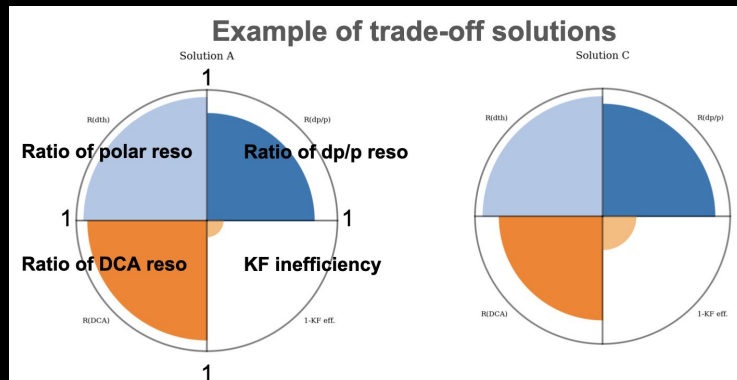 Example of trade-off solutions
Solution A
Solution C
1
R(dth)
R(dp/p)
R(dth)
R(dp/p)
Ratio of polar reso
Ratio of dp/p reso
1
1
Ratio of DCA reso
KF inefficiency
R(DCA)
1-KF eff.
R(DCA)
1-KF eff.
1